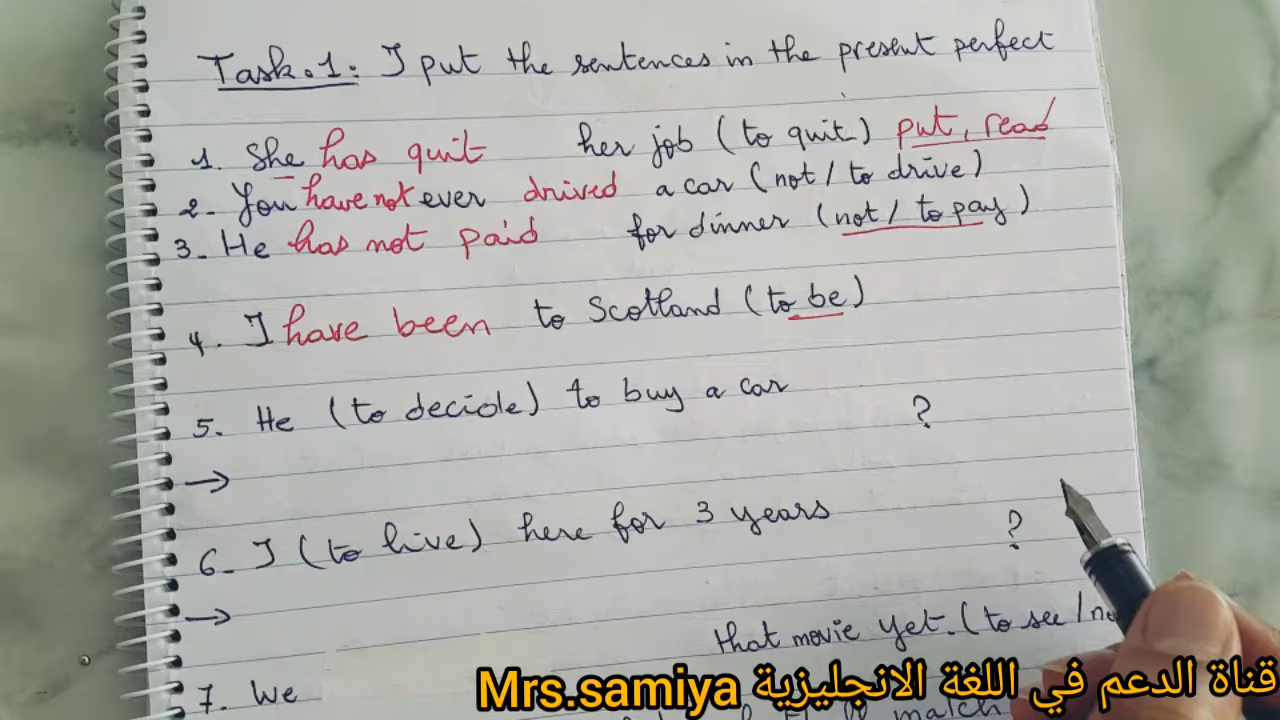 Task.1: I put the sentences in the present perfect
1. She has quit her job (to quit) put, read
2- You have not ever drived a car (not / to drive)
3- He has not paid for dinner (not / to pay)
4. I have been to Scotland (to be)
5. He (to decide) to buy a car ?
→
6- I (to live) here for 3 years ?
→
that movie yet. (to see /
7. We
match
Mrs.samiya قناة الدعم في اللغة الانجليزية